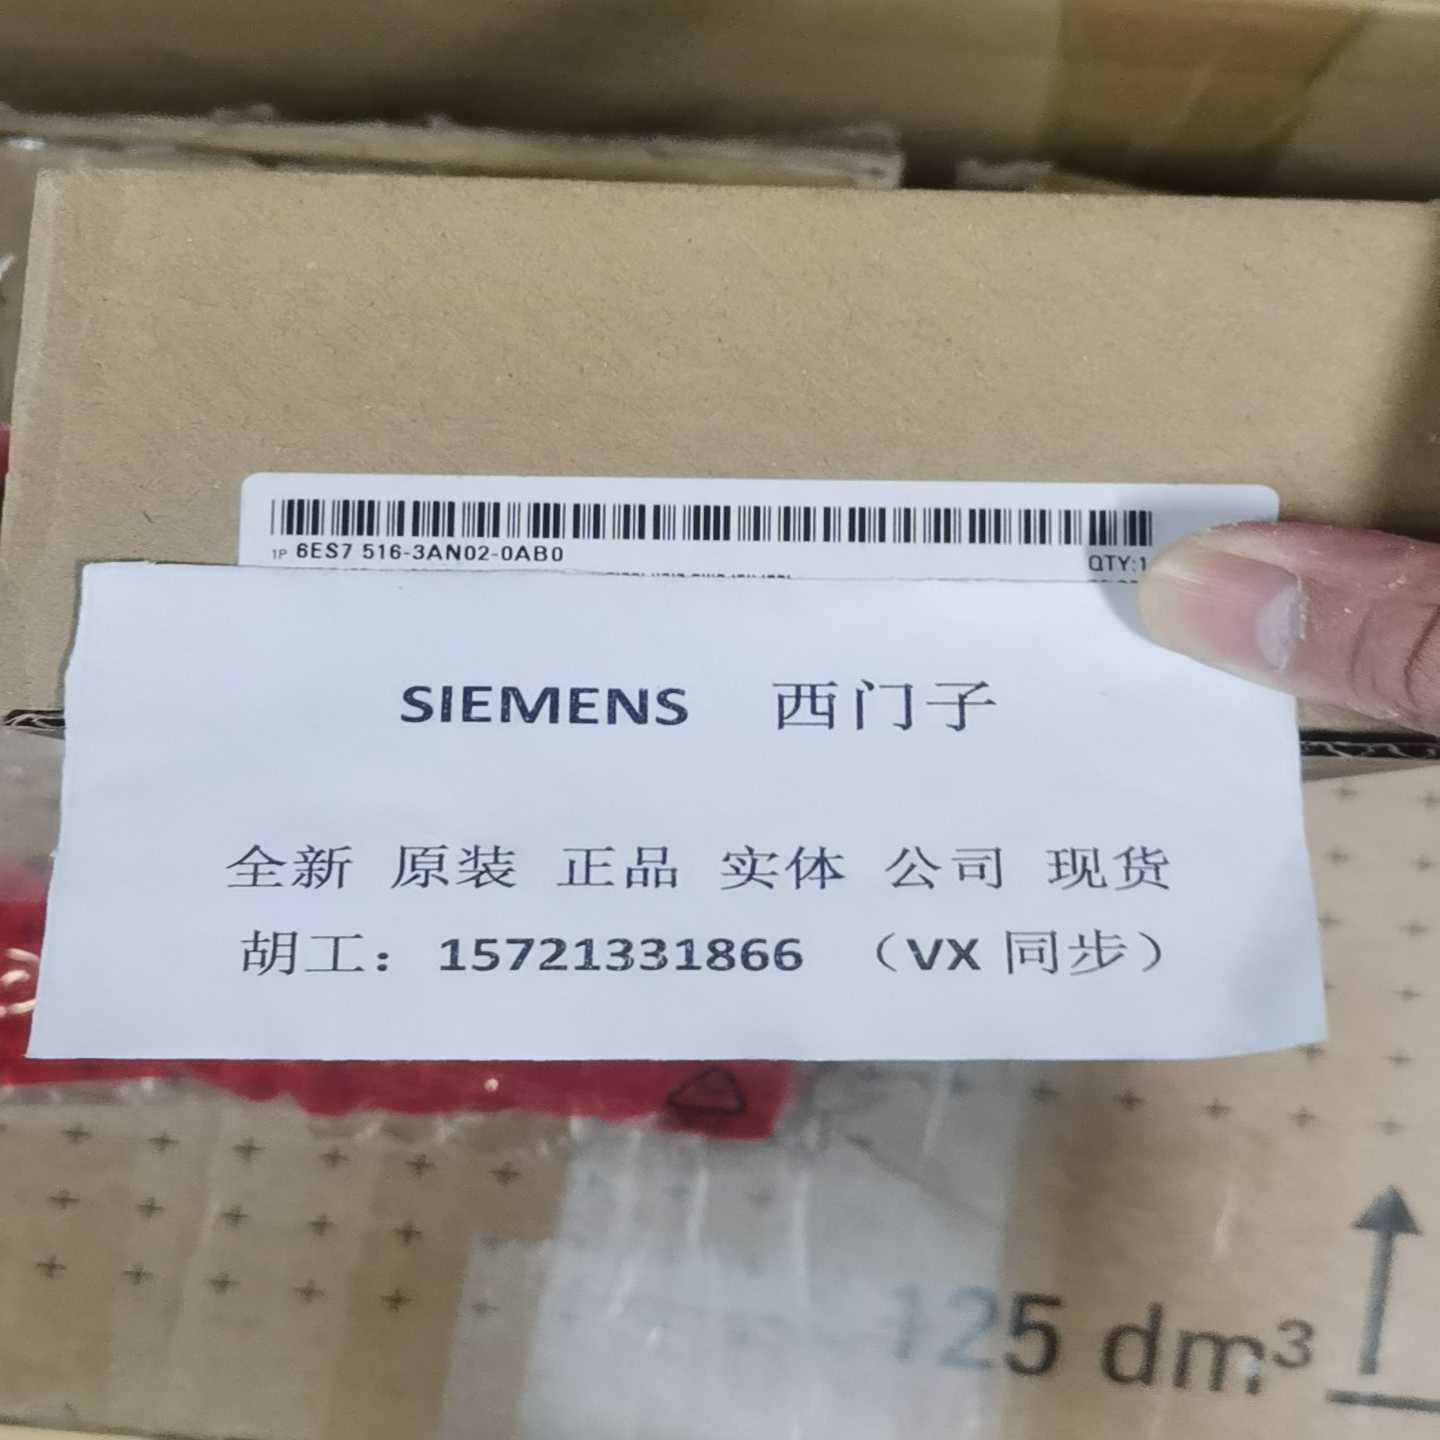 1P 6ES7 516-3AN02-0AB0 QTY:1
SIEMENS 西门子
全新 原装 正品 实体 公司 现货
胡工：15721331866 （VX 同步）
125 dm³